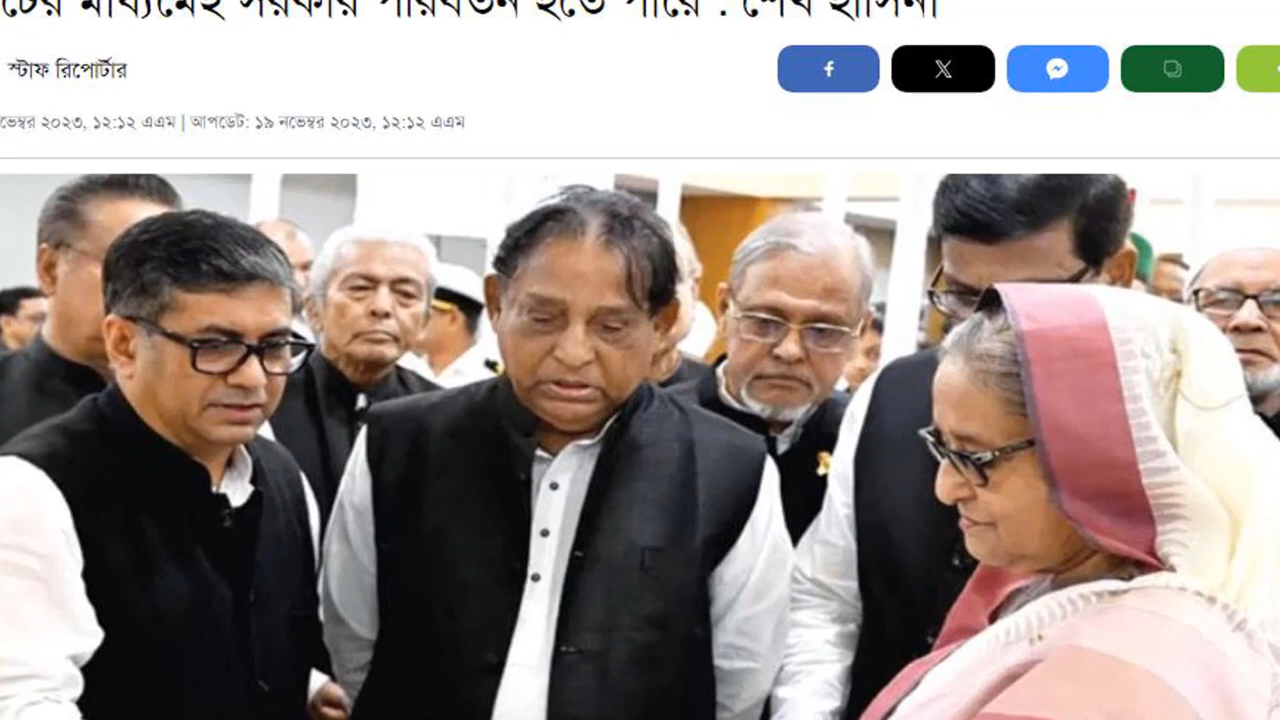 মাধ্যমেই সরকার পরিবর্তন হতে পারে : শেখ হাসিনা
স্টাফ রিপোর্টার
২০২৩, ১২:১২ এএম | আপডেট: ১৯ নভেম্বর ২০২৩, ১২:১২ এএম